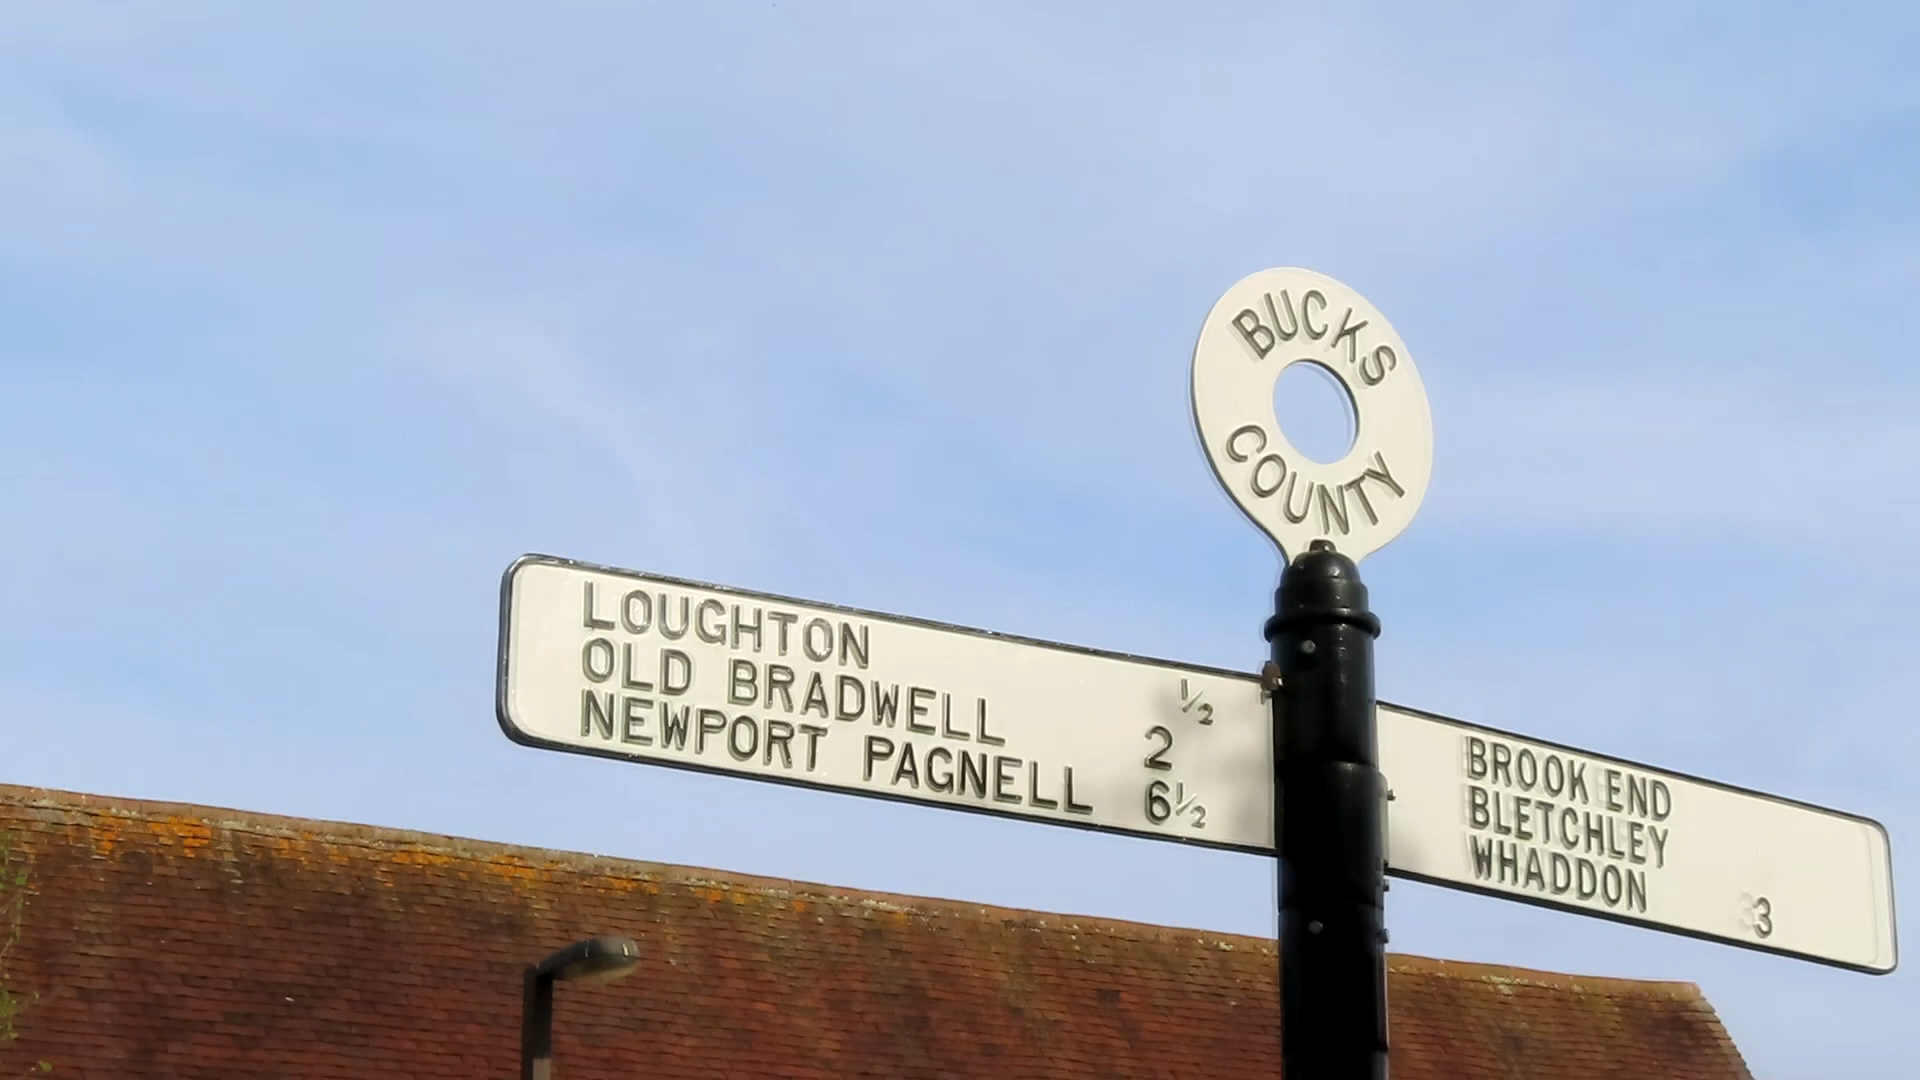 BUCKS
COUNTY
LOUGHTON ½
OLD BRADWELL 2
NEWPORT PAGNELL 6½
BROOK END
BLETCHLEY
WHADDON 3